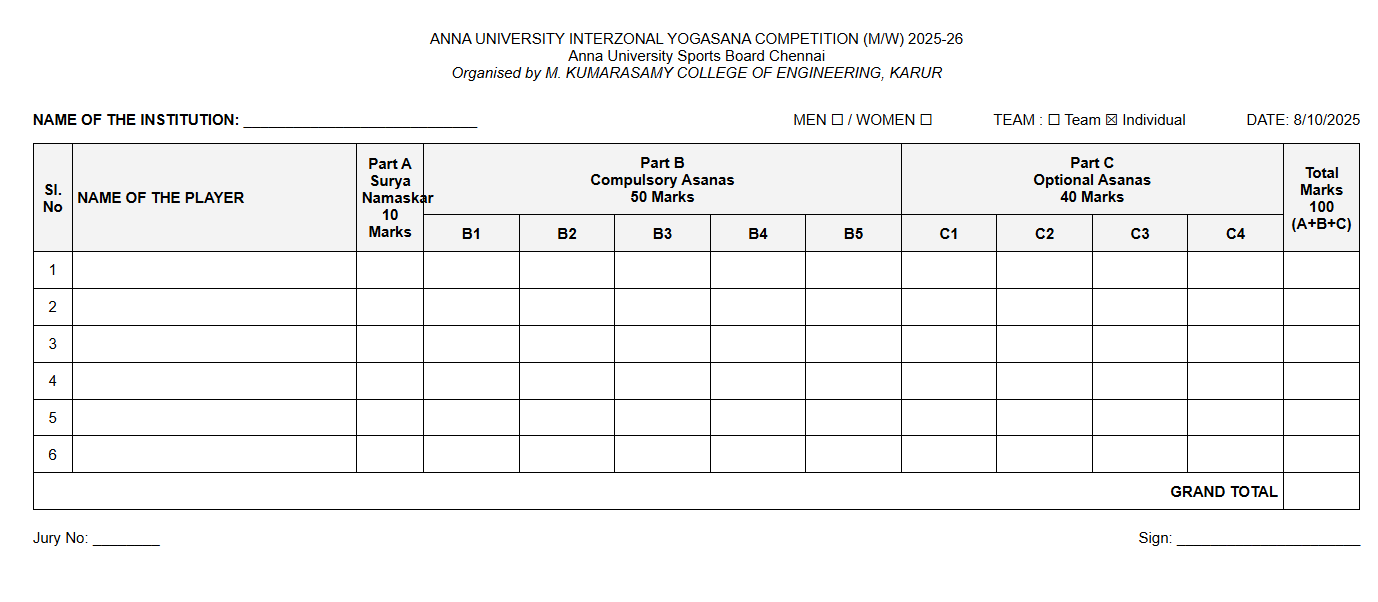 ANNA UNIVERSITY INTERZONAL YOGASANA COMPETITION (M/W) 2025-26
Anna University Sports Board Chennai
Organised by M. KUMARASAMY COLLEGE OF ENGINEERING, KARUR
NAME OF THE INSTITUTION: ____________________________ MEN ☐ / WOMEN ☐ TEAM : ☐ Team ☒ Individual DATE: 8/10/2025
Sl.
No
NAME OF THE PLAYER
Part A
Surya
Namaskar
10
Marks
Part B
Compulsory Asanas
50 Marks
Part C
Optional Asanas
40 Marks
Total
Marks
100
(A+B+C)
B1 B2 B3 B4 B5 C1 C2 C3 C4
1
2
3
4
5
6
GRAND TOTAL
Jury No: ________ Sign: ______________________